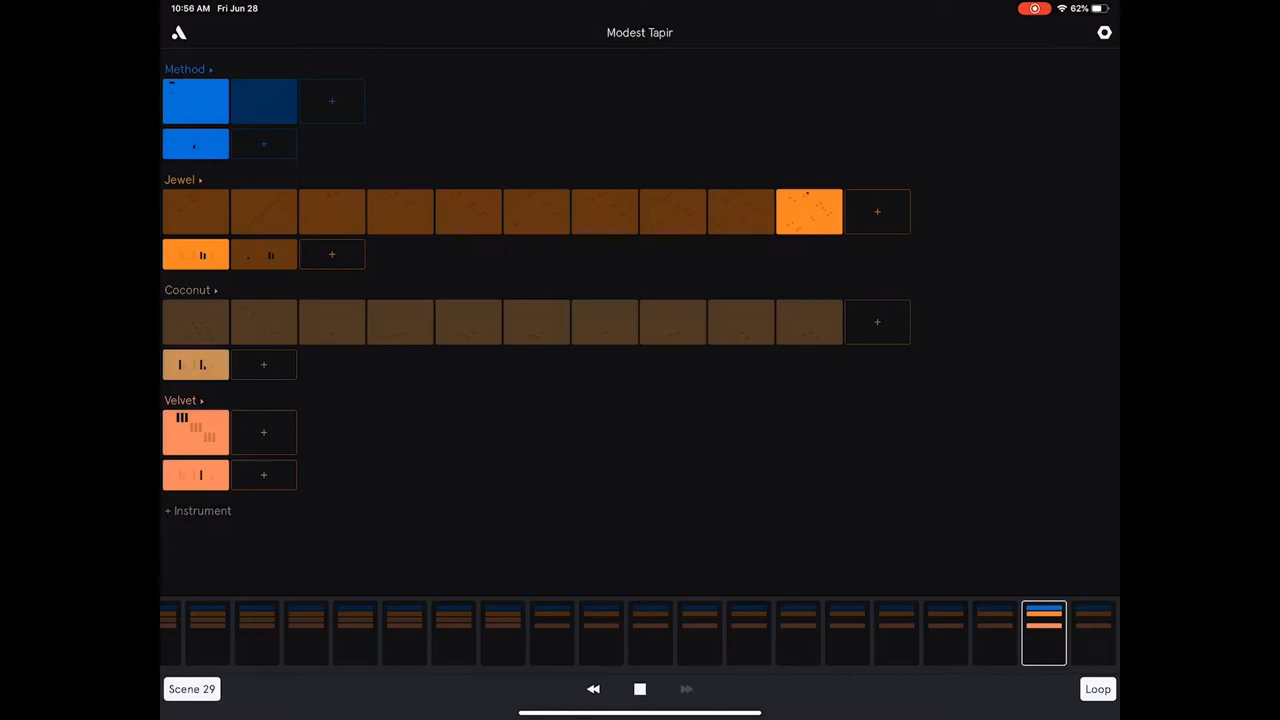 10:56 AM Fri Jun 28
62%
Modest Tapir
Method
+
+
Jewel
+
+
Coconut
+
+
Velvet
+
+
+ Instrument
Scene 29
Loop